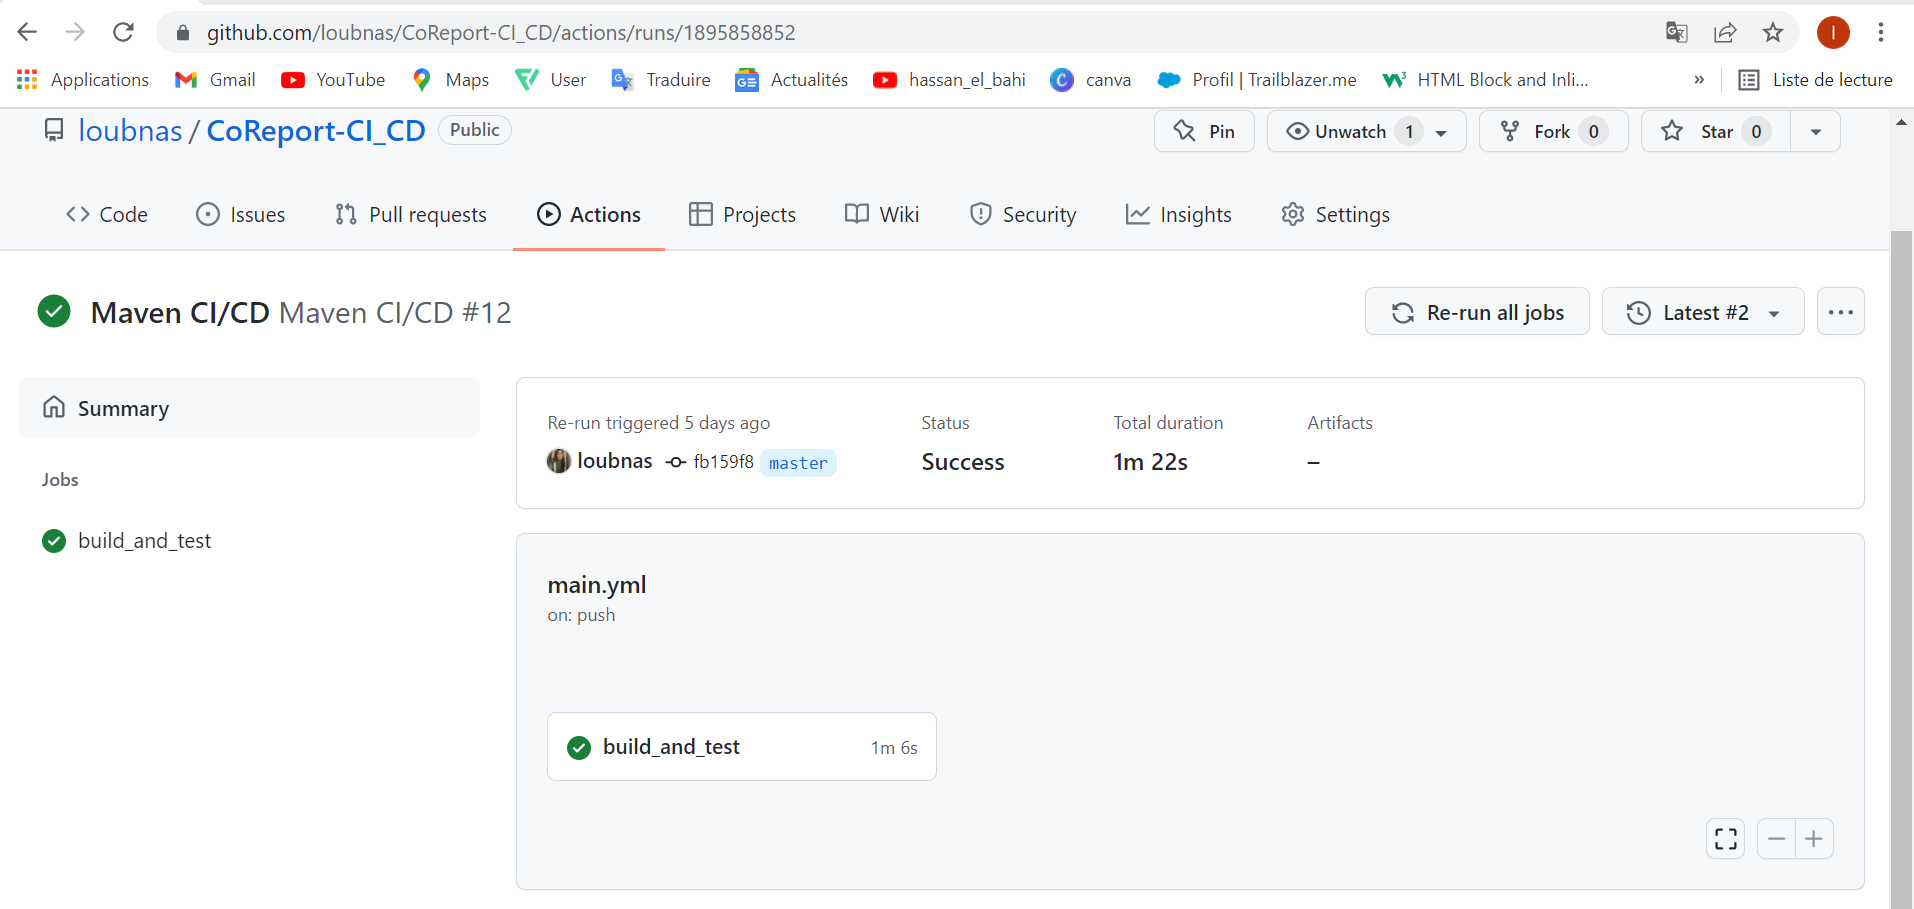 github.com/loubnas/CoReport-CI_CD/actions/runs/1895858852
I
Applications Gmail YouTube Maps User Traduire Actualités hassan_el_bahi canva Profil | Trailblazer.me HTML Block and Inli... » Liste de lecture
loubnas / CoReport-CI_CD Public Pin Unwatch 1 Fork 0 Star 0
Code Issues Pull requests Actions Projects Wiki Security Insights Settings
Maven CI/CD Maven CI/CD #12 Re-run all jobs Latest #2 ...
Summary
Jobs
build_and_test
Re-run triggered 5 days ago Status Total duration Artifacts
loubnas fb159f8 master Success 1m 22s –
main.yml
on: push
build_and_test 1m 6s